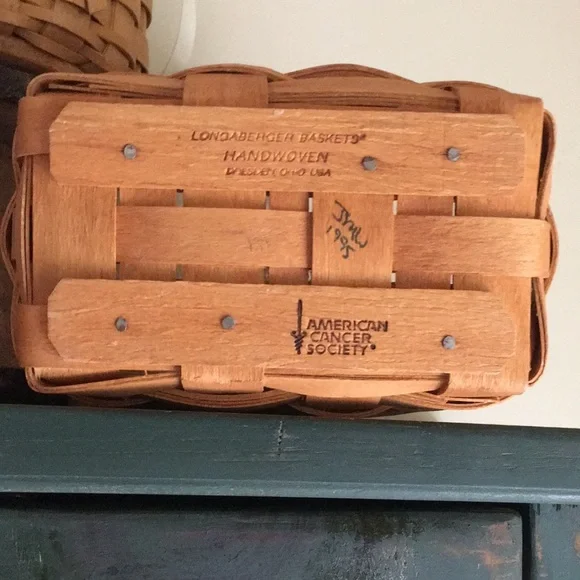 LONGABERGER BASKETS®
HANDWOVEN
DRESDEN, OHIO USA
1995
AMERICAN
CANCER
SOCIETY®